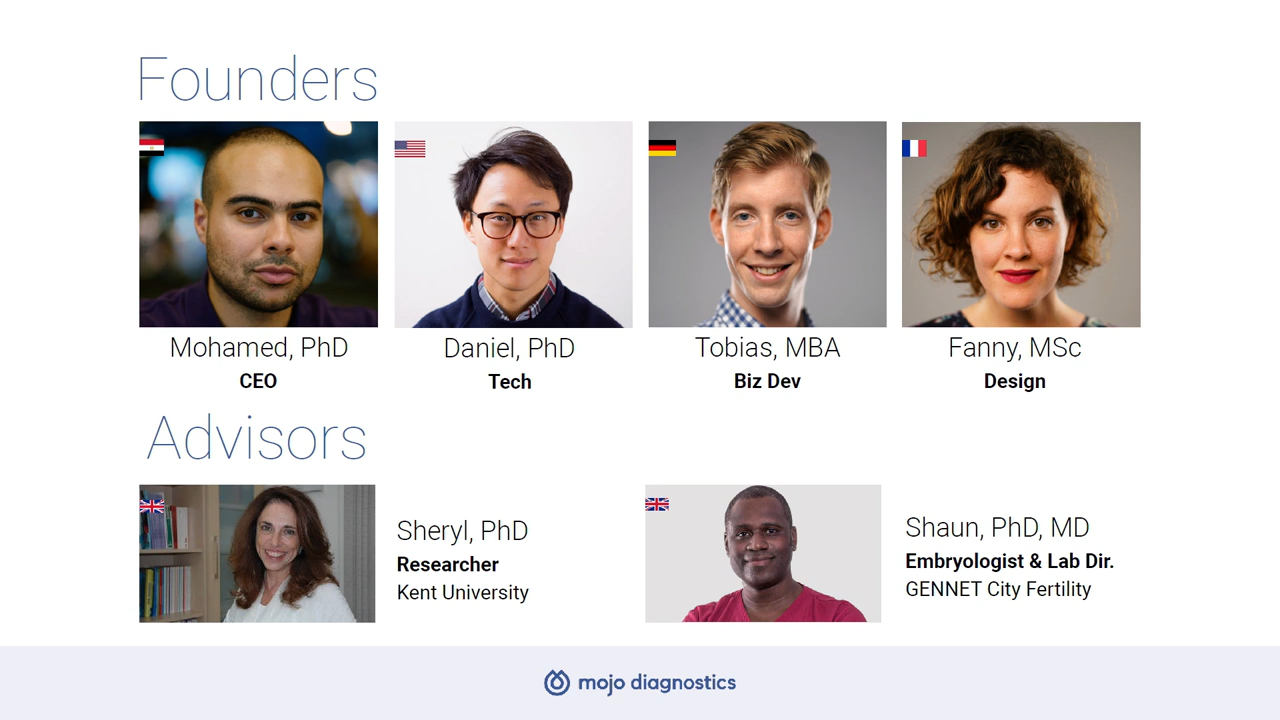 Founders
Mohamed, PhD
CEO
Daniel, PhD
Tech
Tobias, MBA
Biz Dev
Fanny, MSc
Design
Advisors
Sheryl, PhD
Researcher
Kent University
Shaun, PhD, MD
Embryologist & Lab Dir.
GENNET City Fertility
mojo diagnostics